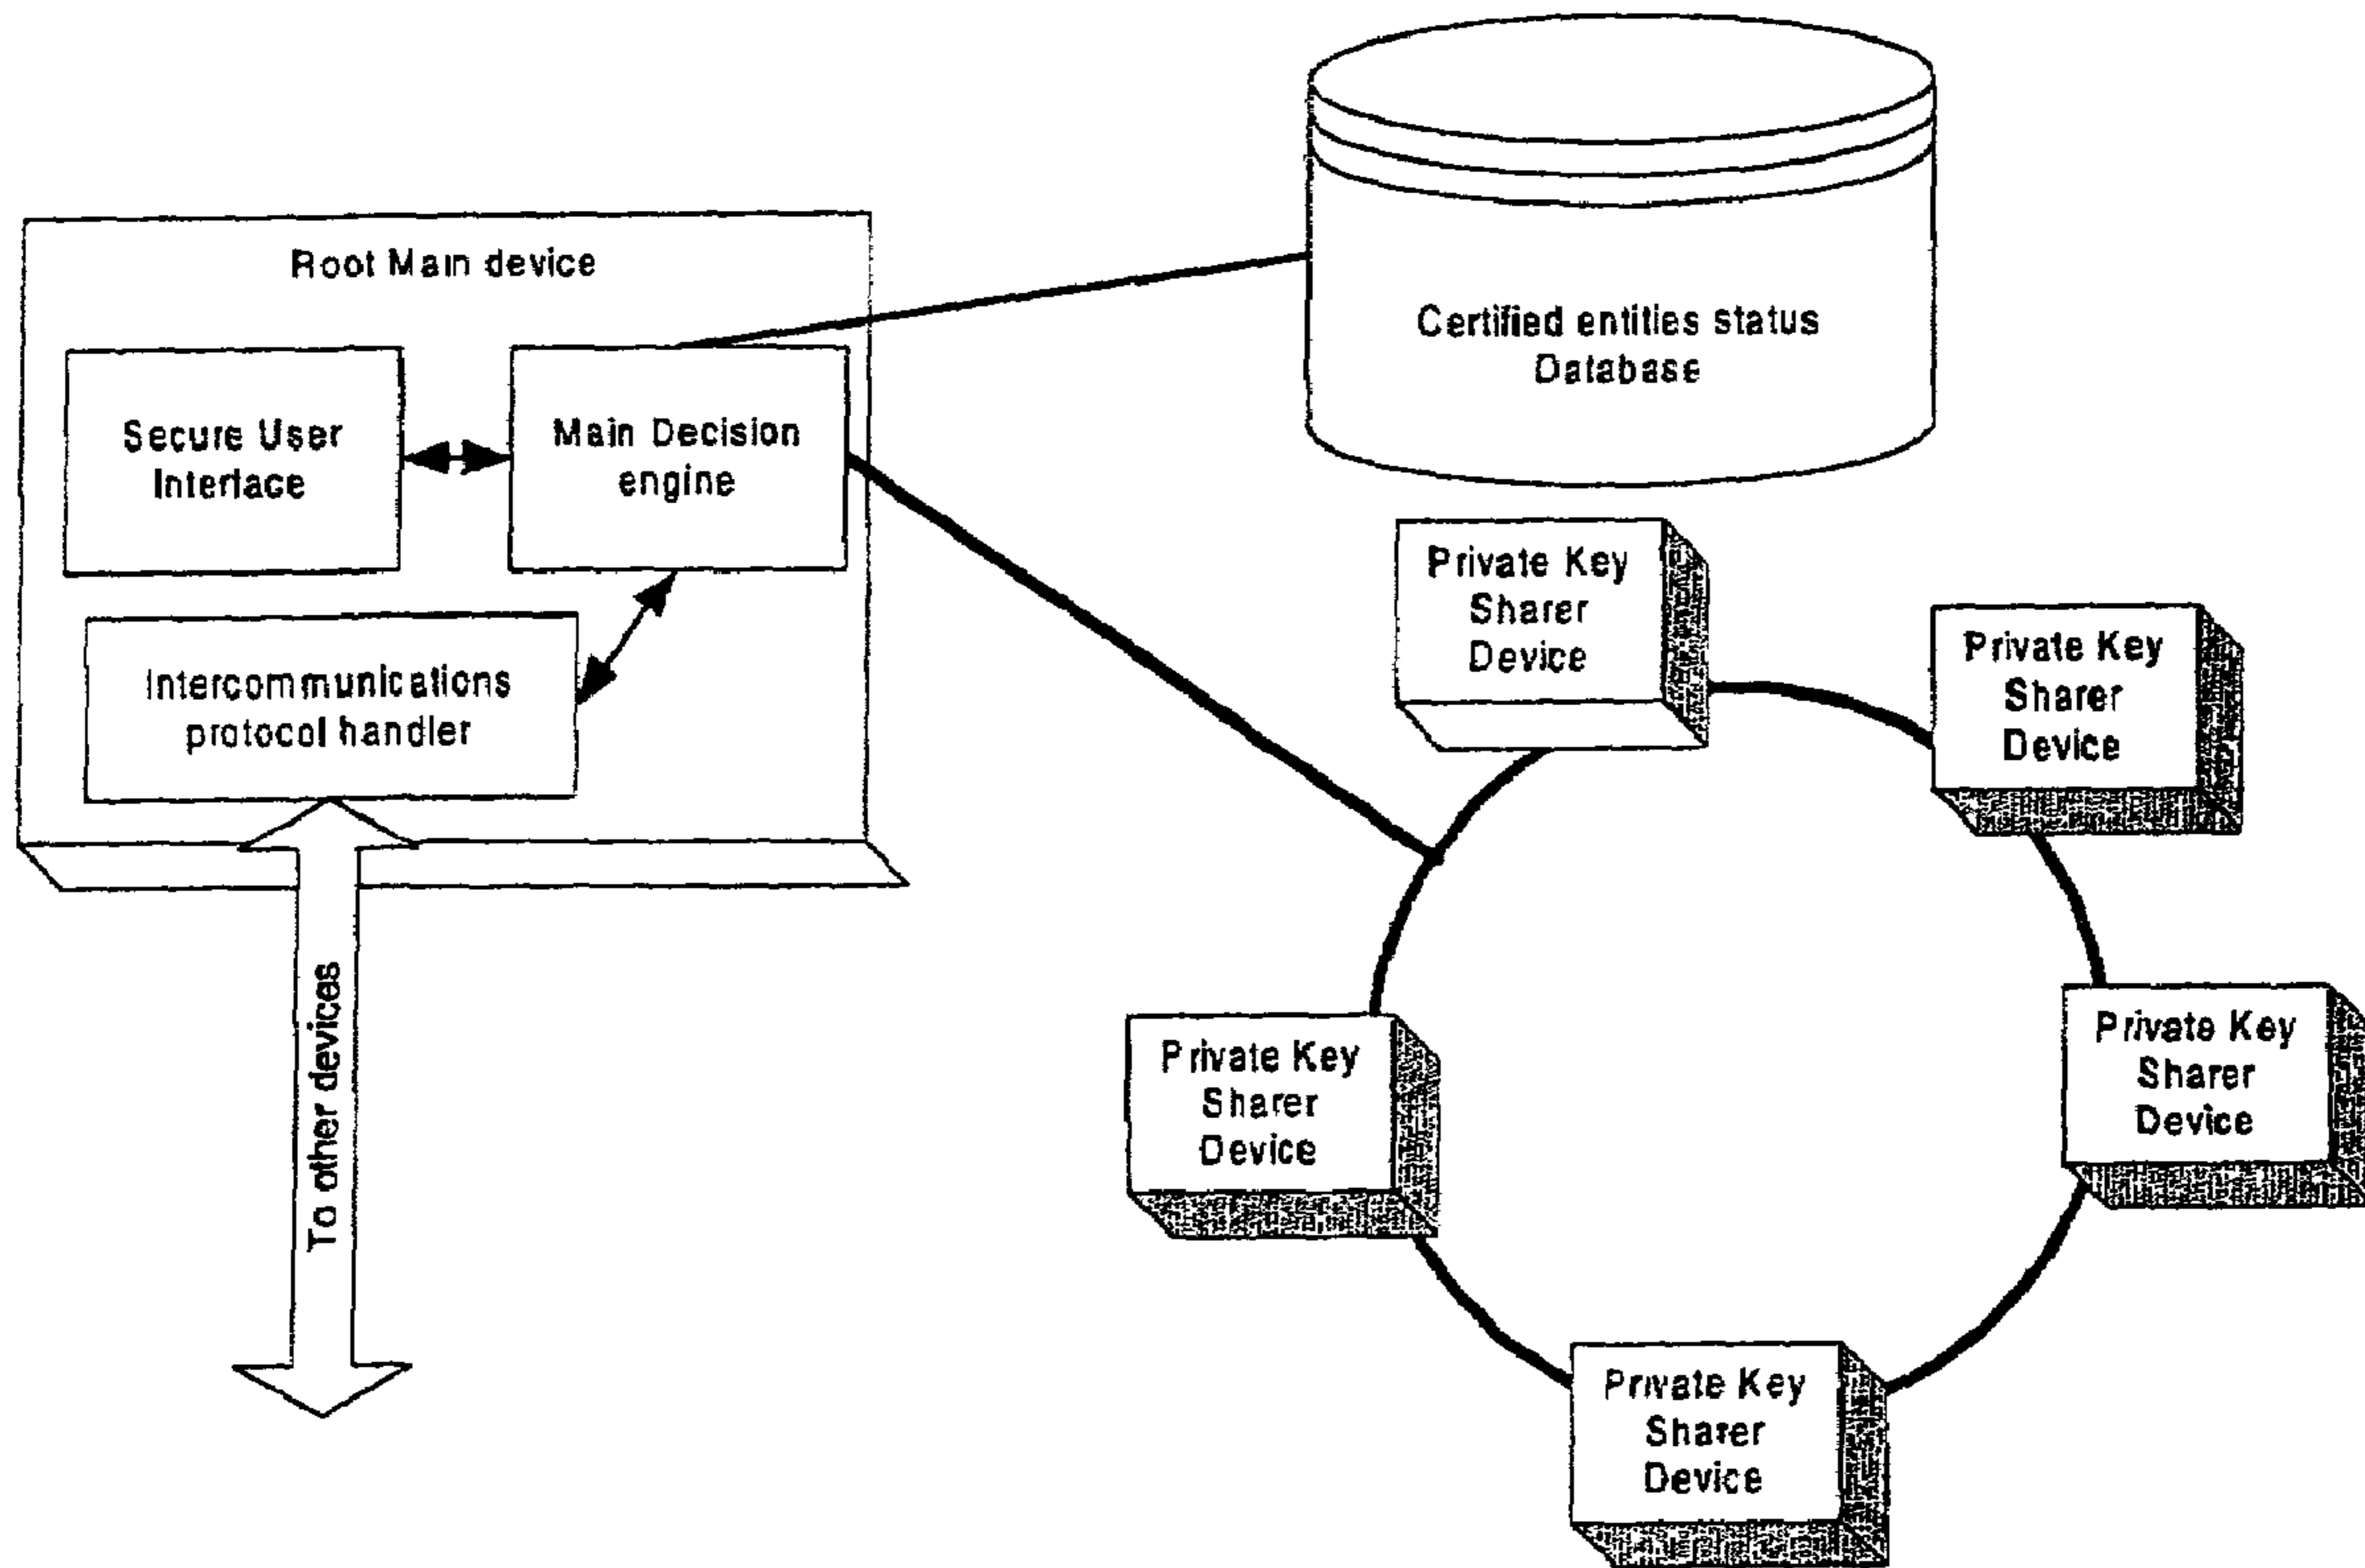 Root Main device
Secure User
Interface
Main Decision
engine
Intercommunications
protocol handler
To other devices
Certified entities status
Database
Private Key
Sharer
Device
Private Key
Sharer
Device
Private Key
Sharer
Device
Private Key
Sharer
Device
Private Key
Sharer
Device